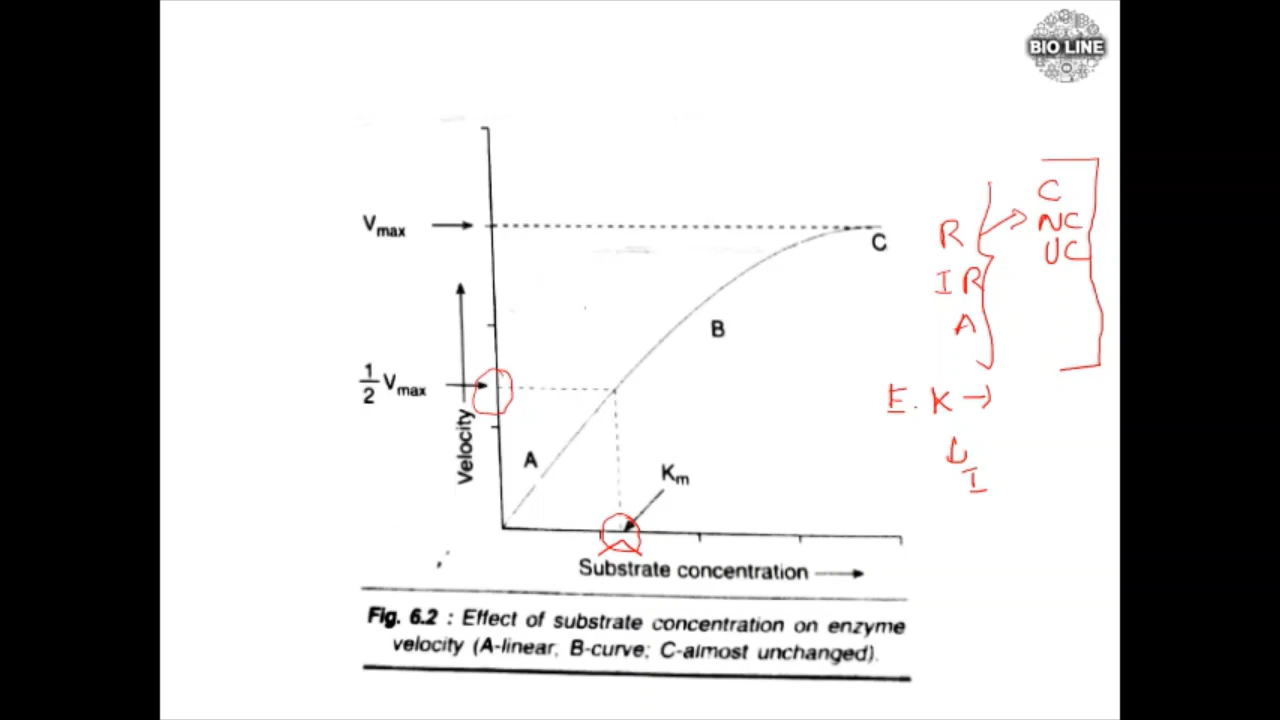 BIO LINE
Vmax
C
1/2 Vmax
B
A
Velocity
Km
Substrate concentration
Fig. 6.2 : Effect of substrate concentration on enzyme
velocity (A-linear; B-curve; C-almost unchanged).
C
NC
UC
R
IR
A
E. K
I